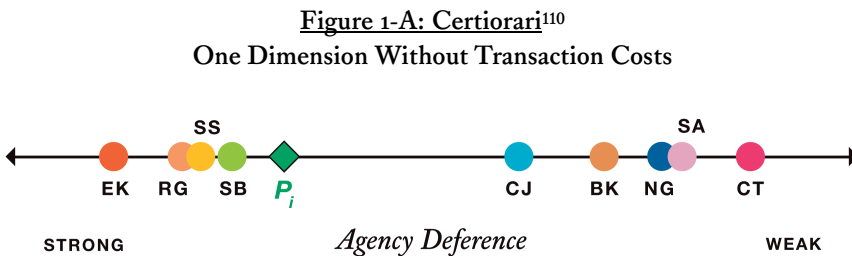 Figure 1-A: Certiorari110
One Dimension Without Transaction Costs
SS SA
EK RG SB Pi CJ BK NG CT
STRONG Agency Deference WEAK